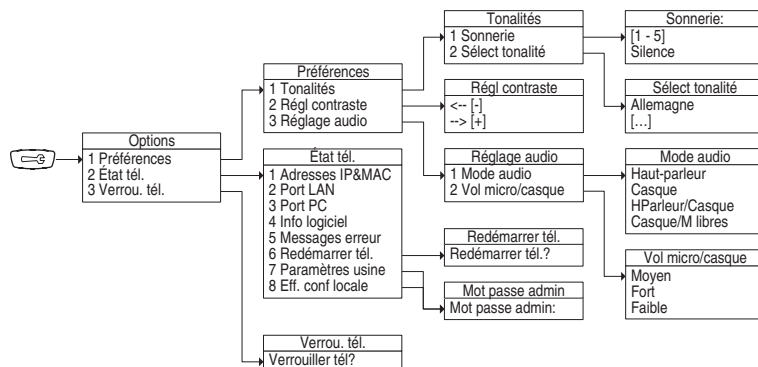 Options
1 Préférences
2 État tél.
3 Verrou. tél.
Préférences
1 Tonalités
2 Régl contraste
3 Réglage audio
État tél.
1 Adresses IP&MAC
2 Port LAN
3 Port PC
4 Info logiciel
5 Messages erreur
6 Redémarrer tél.
7 Paramètres usine
8 Eff. conf locale
Verrou. tél.
Verrouiller tél?
Tonalités
1 Sonnerie
2 Sélect tonalité
Régl contraste
<-- [-]
--> [+]
Réglage audio
1 Mode audio
2 Vol micro/casque
Redémarrer tél.
Redémarrer tél.?
Mot passe admin
Mot passe admin:
Sonnerie:
[1 - 5]
Silence
Sélect tonalité
Allemagne
[...]
Mode audio
Haut-parleur
Casque
HParleur/Casque
Casque/M libres
Vol micro/casque
Moyen
Fort
Faible